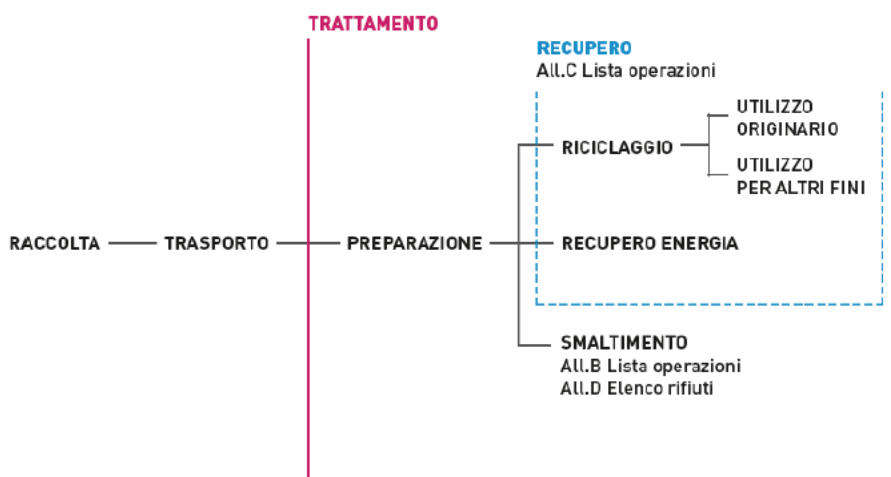 TRATTAMENTO
RECUPERO
All.C Lista operazioni
UTILIZZO
ORIGINARIO
RICICLAGGIO
UTILIZZO
PER ALTRI FINI
RACCOLTA
TRASPORTO
PREPARAZIONE
RECUPERO ENERGIA
SMALTIMENTO
All.B Lista operazioni
All.D Elenco rifiuti